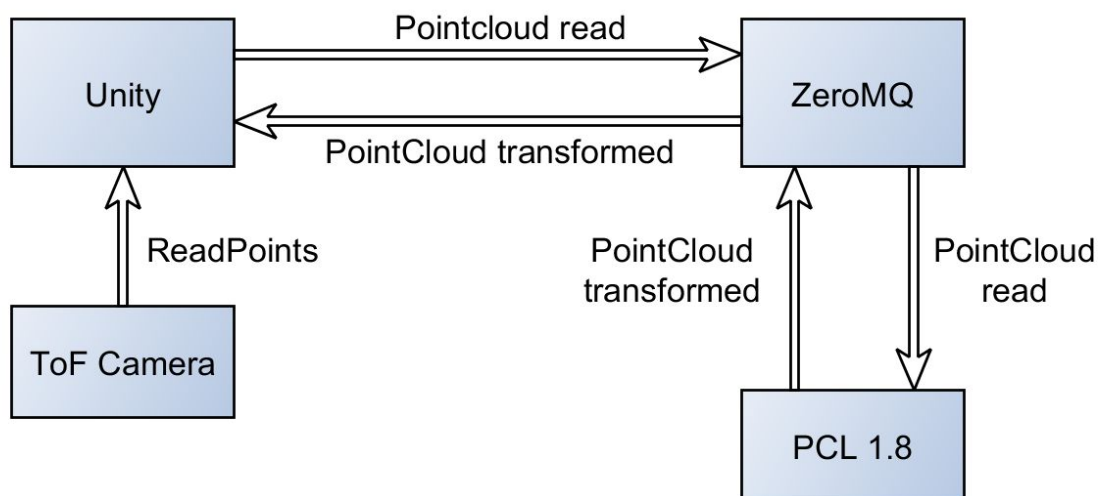 Pointcloud read
Unity
ZeroMQ
PointCloud transformed
ReadPoints
PointCloud
transformed
PointCloud
read
ToF Camera
PCL 1.8